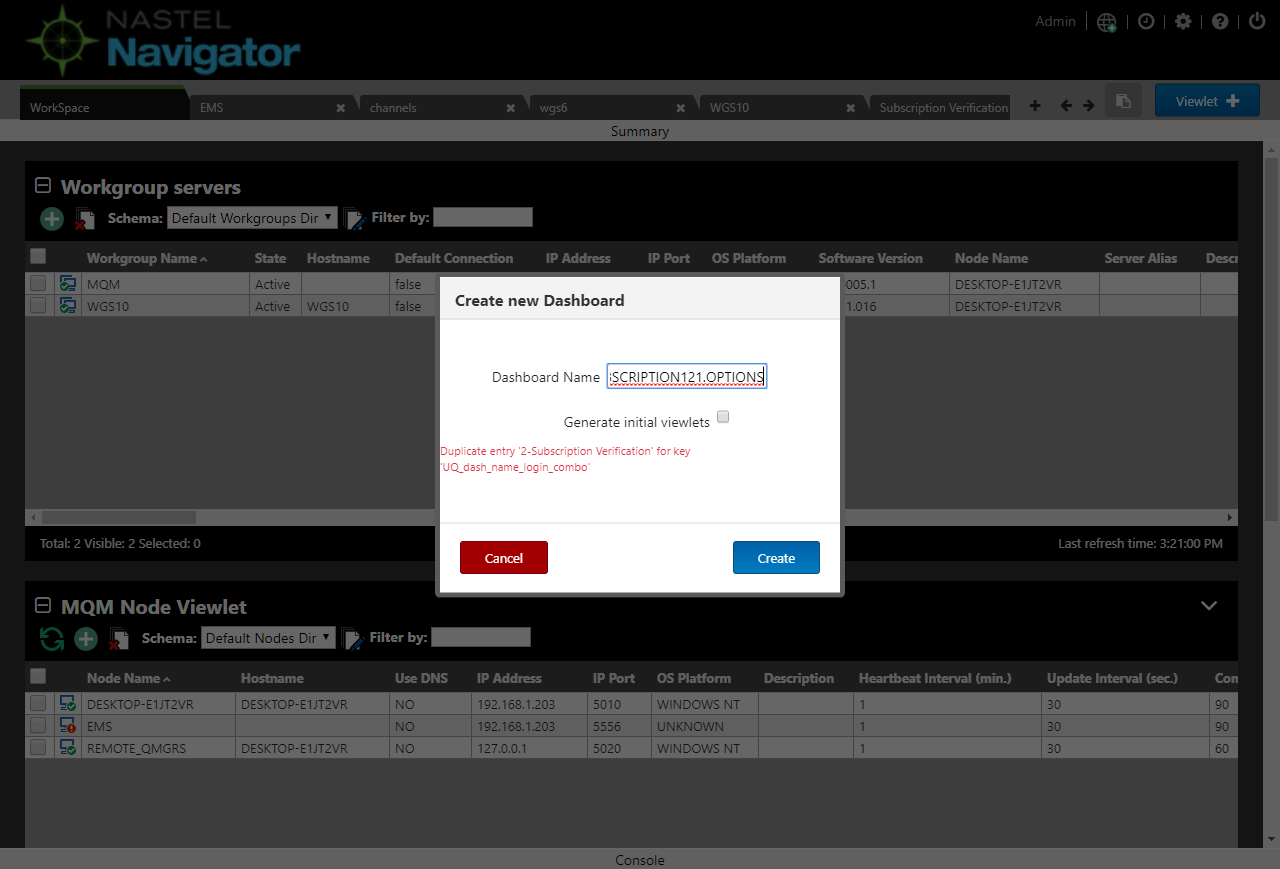 NASTEL
Navigator
Admin
WorkSpace
EMS
channels
wgs6
WGS10
Subscription Verification
Viewlet
Summary
Workgroup servers
Schema: Default Workgroups Dir Filter by:
Workgroup Name State Hostname Default Connection IP Address IP Port OS Platform Software Version Node Name Server Alias
MQM Active false 005.1 DESKTOP-E1JT2VR
WGS10 Active WGS10 false 1.016 DESKTOP-E1JT2VR
Create new Dashboard
Dashboard Name SCRIPTION121.OPTIONS
Generate initial viewlets
Duplicate entry '2-Subscription Verification' for key
'UQ_dash_name_login_combo'
Cancel Create
Total: 2 Visible: 2 Selected: 0 Last refresh time: 3:21:00 PM
MQM Node Viewlet
Schema: Default Nodes Dir Filter by:
Node Name Hostname Use DNS IP Address IP Port OS Platform Description Heartbeat Interval (min.) Update Interval (sec.) Con
DESKTOP-E1JT2VR DESKTOP-E1JT2VR NO 192.168.1.203 5010 WINDOWS NT 1 30 90
EMS NO 192.168.1.203 5556 UNKNOWN 1 30 90
REMOTE_QMGRS DESKTOP-E1JT2VR NO 127.0.0.1 5020 WINDOWS NT 1 30 60
Console